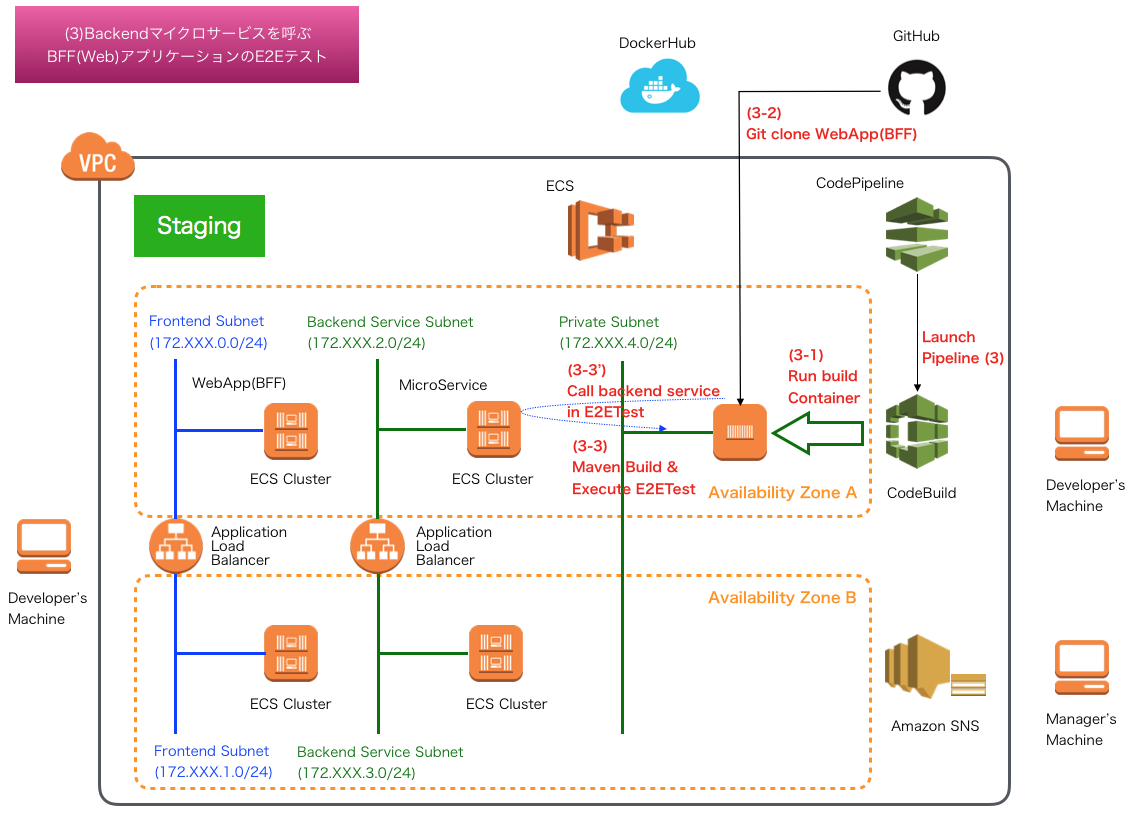 (3)Backendマイクロサービスを呼ぶ
BFF(Web)アプリケーションのE2Eテスト
DockerHub
GitHub
(3-2)
Git clone WebApp(BFF)
VPC
Staging
ECS
CodePipeline
Frontend Subnet
(172.XXX.0.0/24)
Backend Service Subnet
(172.XXX.2.0/24)
Private Subnet
(172.XXX.4.0/24)
Launch
Pipeline (3)
(3-1)
Run build
Container
(3-3')
Call backend service
in E2ETest
WebApp(BFF)
MicroService
(3-3)
Maven Build &
Execute E2ETest
ECS Cluster
ECS Cluster
Availability Zone A
CodeBuild
Developer's
Machine
Application
Load
Balancer
Application
Load
Balancer
Developer's
Machine
Availability Zone B
ECS Cluster
ECS Cluster
Amazon SNS
Manager's
Machine
Frontend Subnet
(172.XXX.1.0/24)
Backend Service Subnet
(172.XXX.3.0/24)